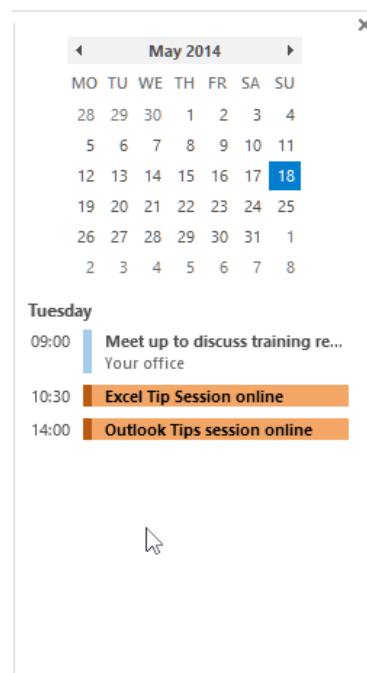 May 2014
MO TU WE TH FR SA SU
28 29 30 1 2 3 4
5 6 7 8 9 10 11
12 13 14 15 16 17 18
19 20 21 22 23 24 25
26 27 28 29 30 31 1
2 3 4 5 6 7 8
Tuesday
09:00 Meet up to discuss training re...
Your office
10:30 Excel Tip Session online
14:00 Outlook Tips session online